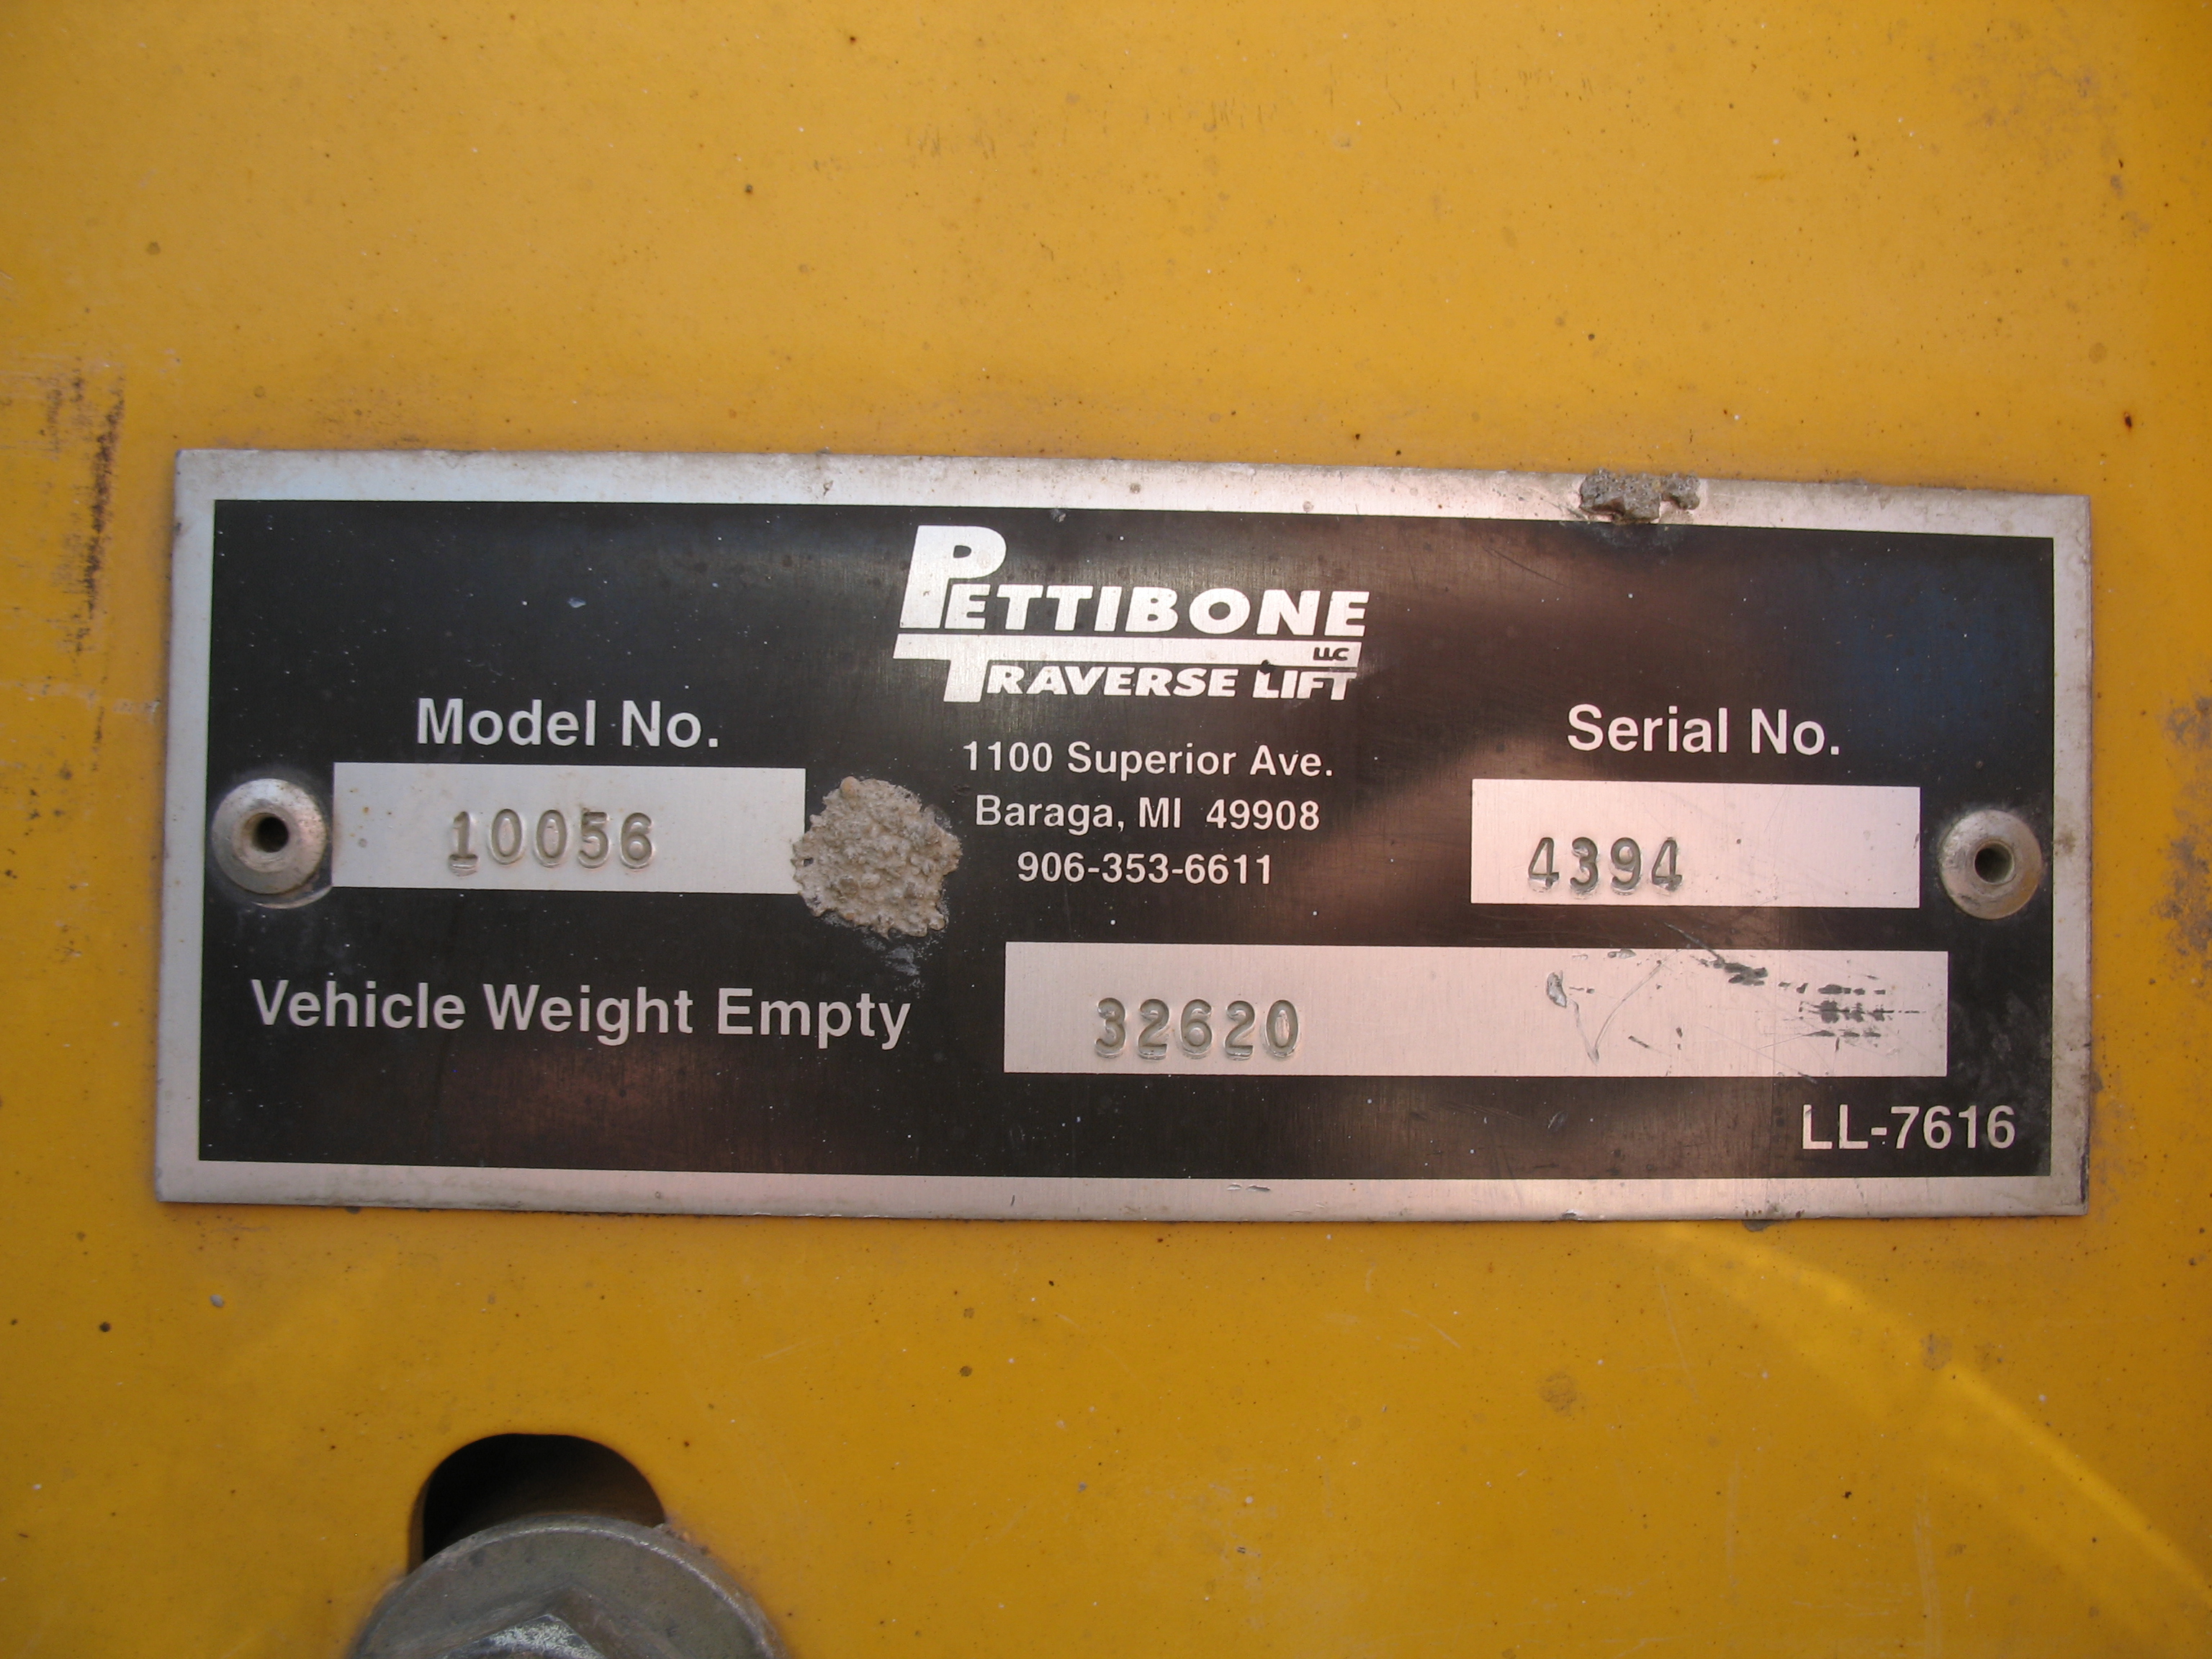 PETTIBONE
LLC
TRAVERSE LIFT
Model No.
10056
1100 Superior Ave.
Baraga, MI 49908
906-353-6611
Serial No.
4394
Vehicle Weight Empty
32620
LL-7616